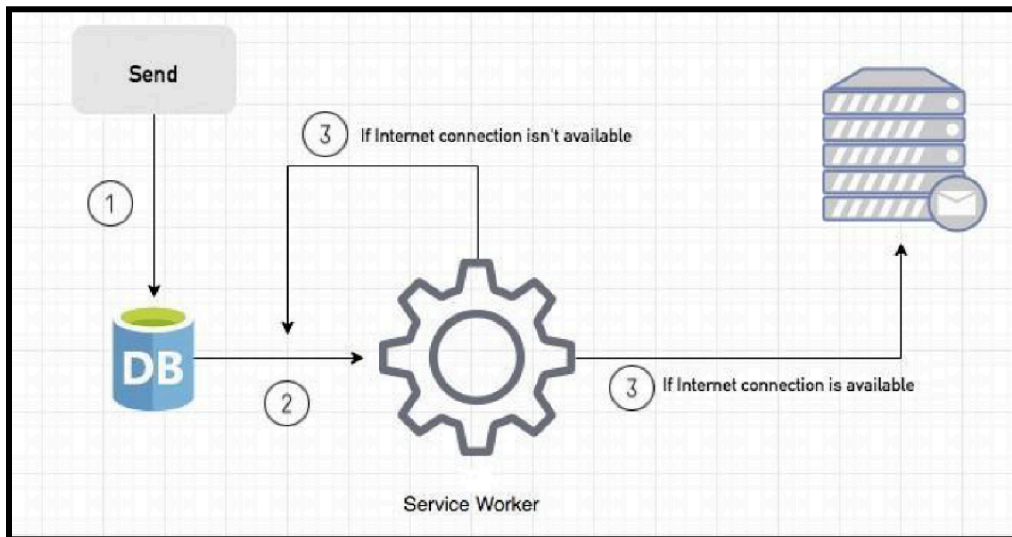 Send
3 If Internet connection isn't available
1
DB
2
3 If Internet connection is available
Service Worker